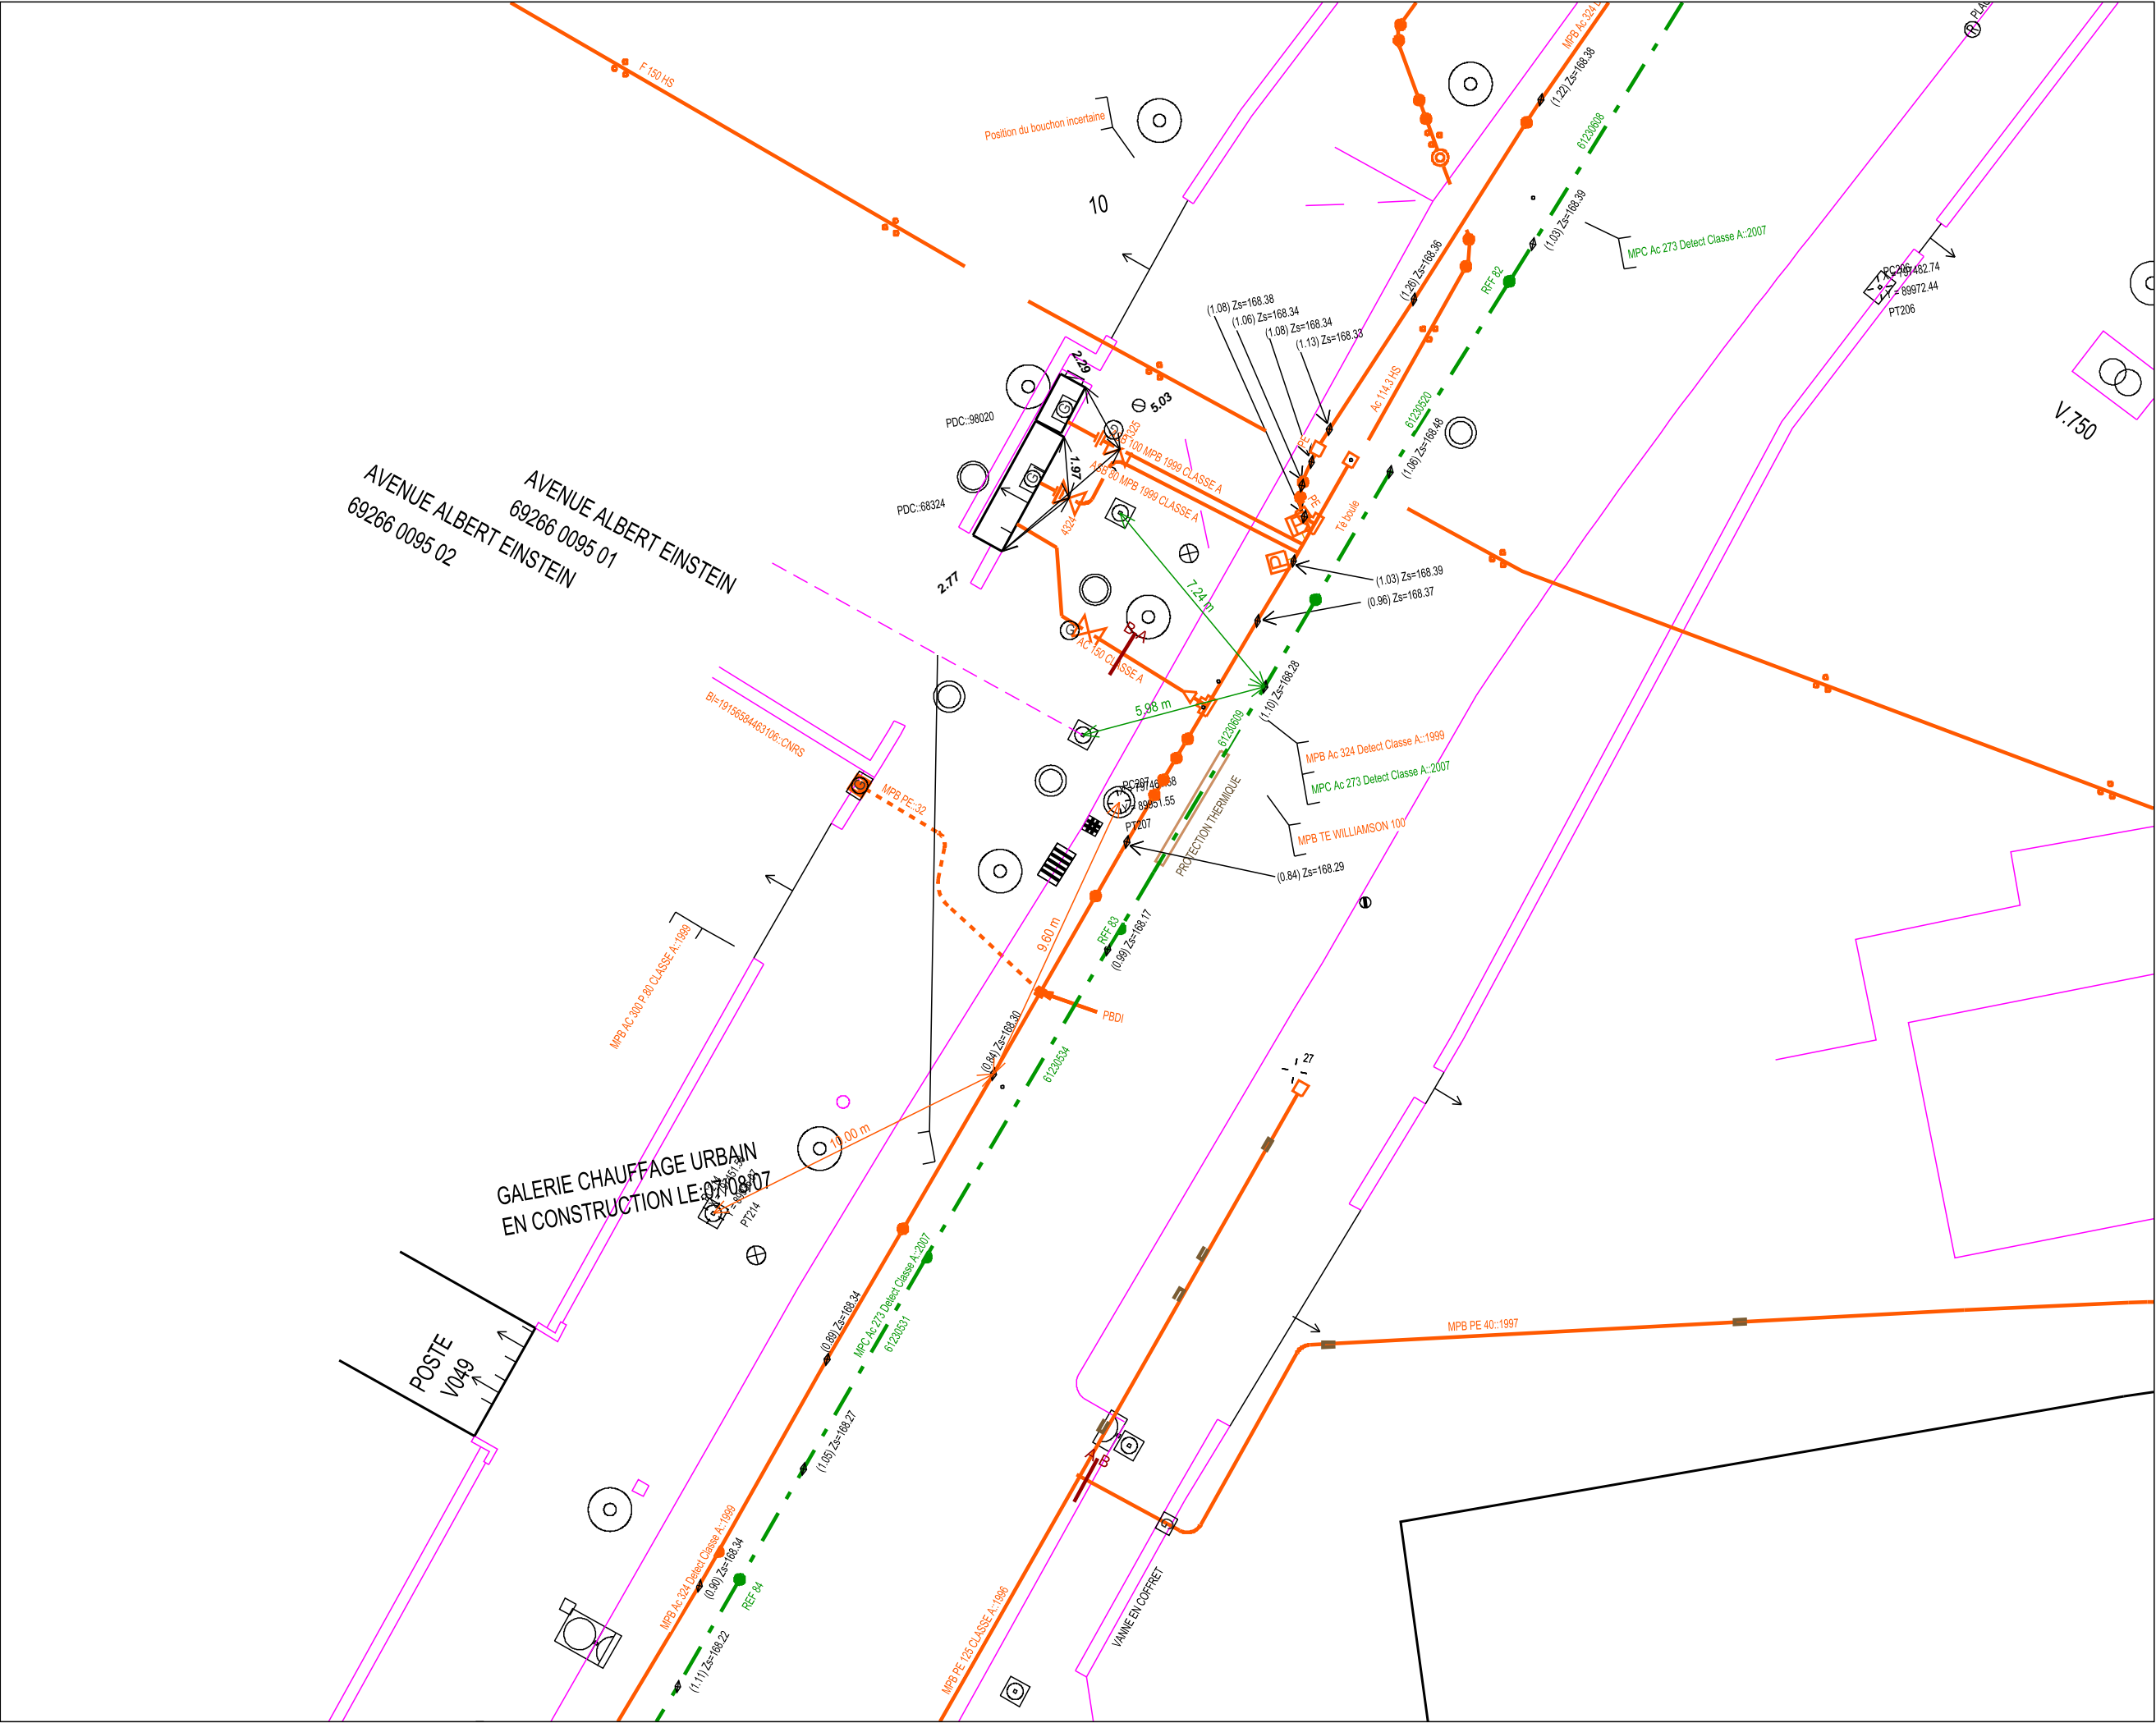 F 150 HS
Position du bouchon incertaine
10
MPB Ac 324
(1.22) Zs=168.38
61230608
(1.03) Zs=168.39
MPC Ac 273 Detect Classe A::2007
RFF 82
(1.26) Zs=168.36
(1.08) Zs=168.38
(1.06) Zs=168.34
(1.08) Zs=168.34
(1.13) Zs=168.33
Ac 114.3 HS
61230520
(1.06) Zs=168.48
PC206
Y = 89972.44
PT206
V.750
2.29
5.03
PDC::98020
PDC::68324
1.97
2.77
100 MPB 1999 CLASSE A
80 MPB 1999 CLASSE A
4324
PE
Té boule
AVENUE ALBERT EINSTEIN
69266 0095 01
AVENUE ALBERT EINSTEIN
69266 0095 02
7.24 m
(1.03) Zs=168.39
(0.96) Zs=168.37
B
A
AC 150 CLASSE A
5.98 m
(1.10) Zs=168.28
61230609
MPB Ac 324 Detect Classe A::1999
MPC Ac 273 Detect Classe A::2007
MPB TE WILLIAMSON 100
PROTECTION THERMIQUE
BI=19156584463106::CNRS
MPB PE::32
PC207
PT207
(0.84) Zs=168.29
RFF 83
(0.99) Zs=168.17
9.60 m
MPB AC 300 P.80 CLASSE A::1999
PBDI
(0.84) Zs=168.30
61230534
27
10.00 m
GALERIE CHAUFFAGE URBAIN
EN CONSTRUCTION LE:07/08/07
PT214
MPC Ac 273 Detect Classe A::2007
61230531
(0.89) Zs=168.34
POSTE
V049
MPB PE 40::1997
(1.05) Zs=168.27
A
B
MPB Ac 324 Detect Classe A::1999
(0.90) Zs=168.34
REF 84
(1.11) Zs=168.22
MPB PE 125 CLASSE A::1996
VANNE EN COFFRET